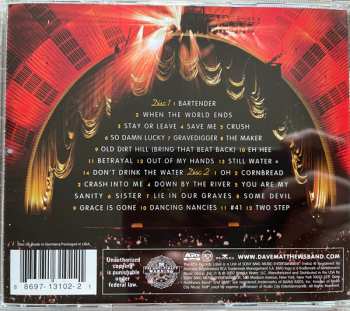 Disc 1 1 BARTENDER
2 WHEN THE WORLD ENDS
3 STAY OR LEAVE 4 SAVE ME 5 CRUSH
6 SO DAMN LUCKY 7 GRAVEDIGGER 8 THE MAKER
9 OLD DIRT HILL (BRING THAT BEAT BACK) 10 EH HEE
11 BETRAYAL 12 OUT OF MY HANDS 13 STILL WATER +
14 DON'T DRINK THE WATER Disc 2 1 OH 2 CORNBREAD
3 CRASH INTO ME 4 DOWN BY THE RIVER 5 YOU ARE MY
SANITY 6 SISTER 7 LIE IN OUR GRAVES 8 SOME DEVIL
9 GRACE IS GONE 10 DANCING NANCIES 11 #41 12 TWO STEP
Unauthorized
copying
is punishable
under
federal law.
WWW.DAVEMATTHEWSBAND.COM
8697-13102-2